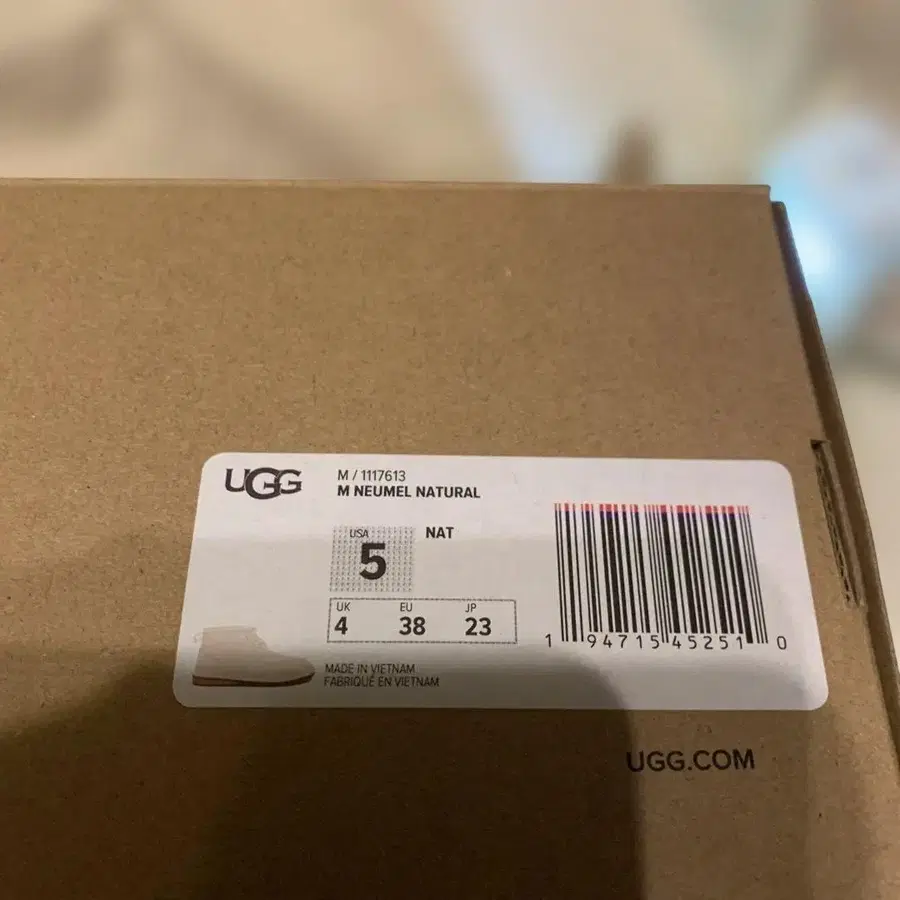 UGG
M / 1117613
M NEUMEL NATURAL
USA
5
NAT
UK EU JP
4 38 23
1 94715 45251 0
MADE IN VIETNAM
FABRIQUÉ EN VIETNAM
UGG.COM